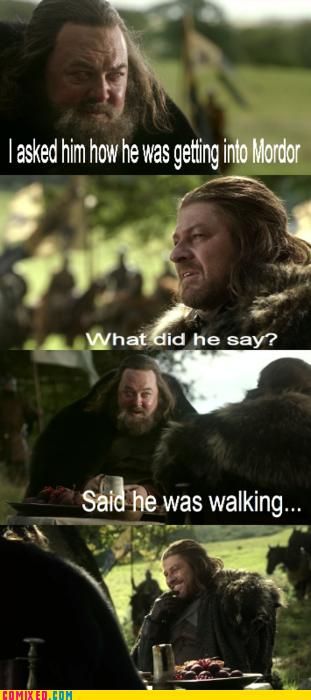 I asked him how he was getting into Mordor
What did he say?
Said he was walking...
COMIXED.COM